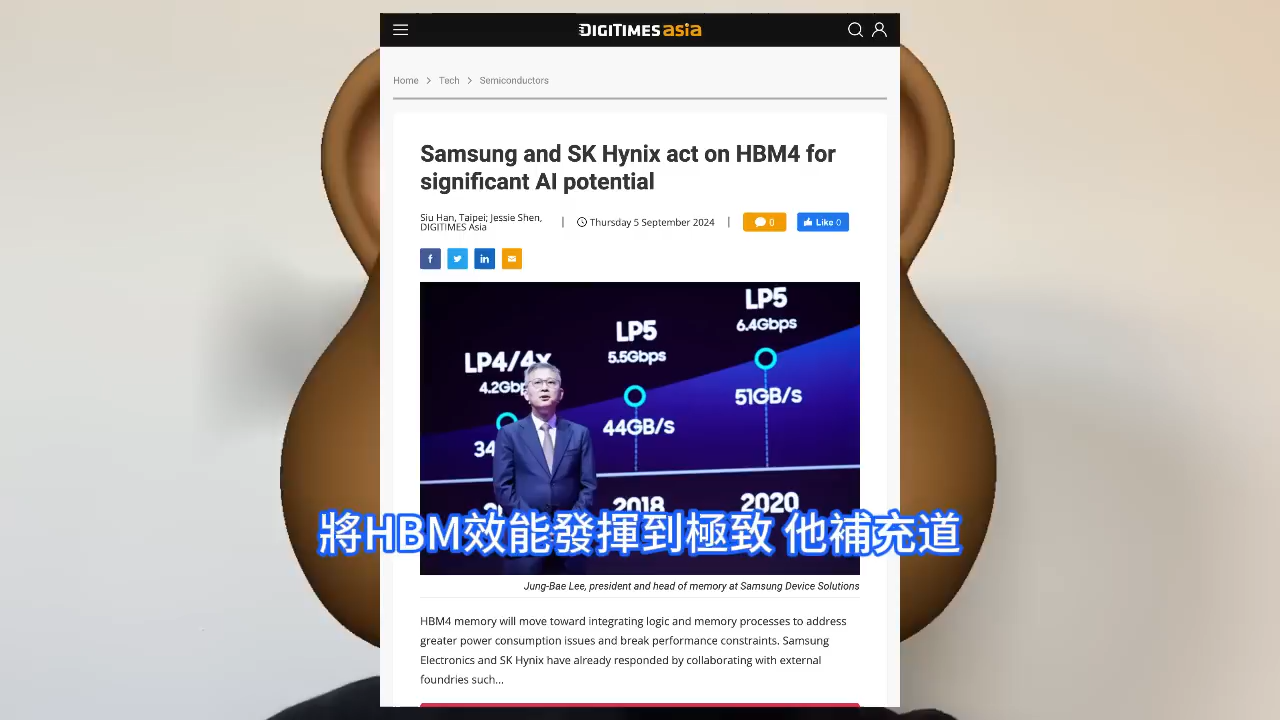 DIGITIMES asia
Home > Tech > Semiconductors
Samsung and SK Hynix act on HBM4 for
significant AI potential
Siu Han, Taipei; Jessie Shen,
DIGITIMES Asia
Thursday 5 September 2024
0
Like 0
LP5
6.4Gbps
LP5
5.5Gbps
LP4/4x
4.2Gbp
51GB/s
44GB/s
34
2018
2020
將HBM效能發揮到極致 他補充道
Jung-Bae Lee, president and head of memory at Samsung Device Solutions
HBM4 memory will move toward integrating logic and memory processes to address
greater power consumption issues and break performance constraints. Samsung
Electronics and SK Hynix have already responded by collaborating with external
foundries such...